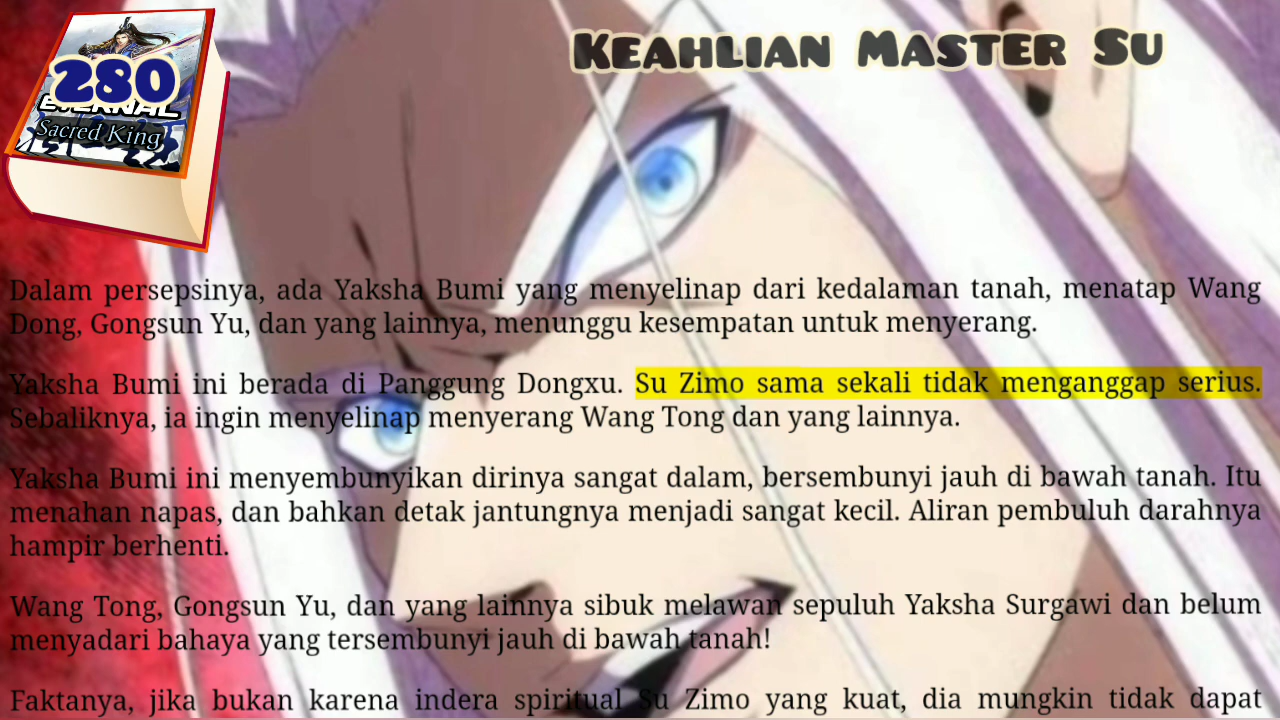 280
ETERNAL
Sacred King
Keahlian Master Su
Dalam persepsinya, ada Yaksha Bumi yang menyelinap dari kedalaman tanah, menatap Wang
Dong, Gongsun Yu, dan yang lainnya, menunggu kesempatan untuk menyerang.
Yaksha Bumi ini berada di Panggung Dongxu. Su Zimo sama sekali tidak menganggap serius.
Sebaliknya, ia ingin menyelinap menyerang Wang Tong dan yang lainnya.
Yaksha Bumi ini menyembunyikan dirinya sangat dalam, bersembunyi jauh di bawah tanah. Itu
menahan napas, dan bahkan detak jantungnya menjadi sangat kecil. Aliran pembuluh darahnya
hampir berhenti.
Wang Tong, Gongsun Yu, dan yang lainnya sibuk melawan sepuluh Yaksha Surgawi dan belum
menyadari bahaya yang tersembunyi jauh di bawah tanah!
Faktanya, jika bukan karena indera spiritual Su Zimo yang kuat, dia mungkin tidak dapat